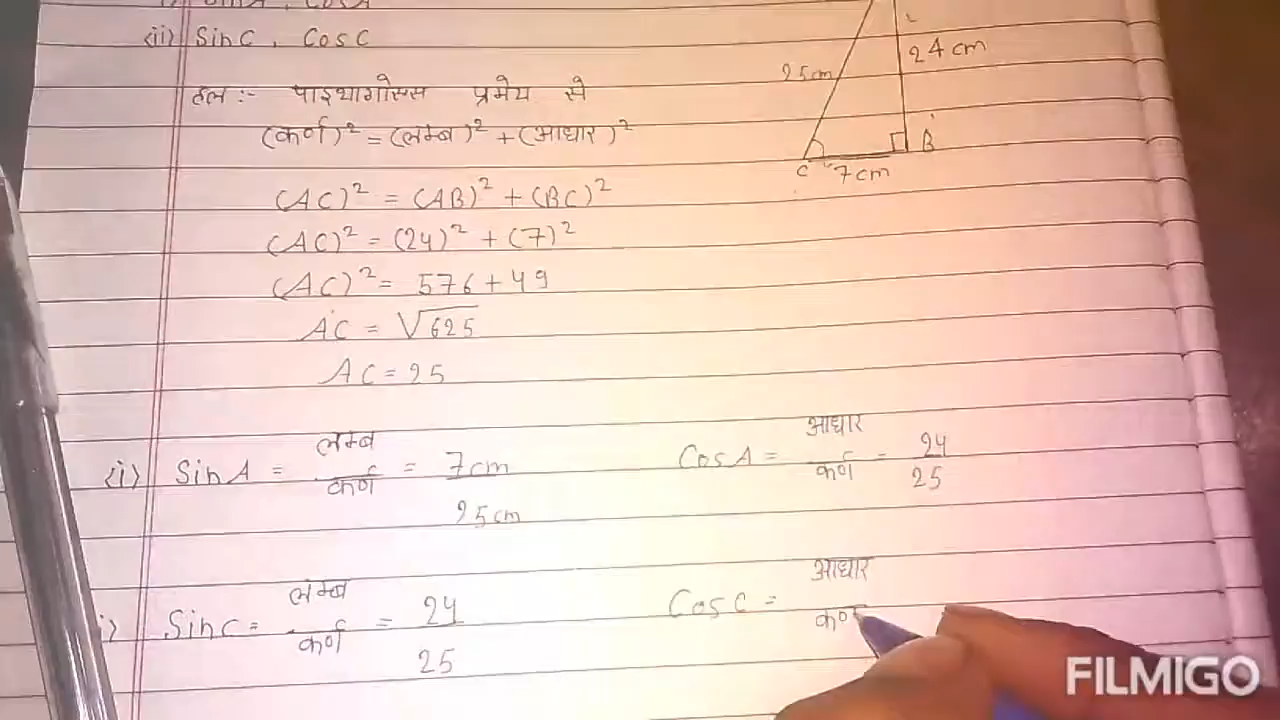 (ii) Sin C, Cos C
हल :- पाइथागोरस प्रमेय से
(कर्ण)² = (लम्ब)² + (आधार)²
(AC)² = (AB)² + (BC)²
(AC)² = (24)² + (7)²
(AC)² = 576 + 49
AC = √625
AC = 25
25cm
24 cm
B
C
7cm
(i) Sin A = लम्ब/कर्ण = 7cm/25cm
Cos A = आधार/कर्ण = 24/25
Sin C = लम्ब/कर्ण = 24/25
Cos C = आधार/कर्ण
FILMIGO